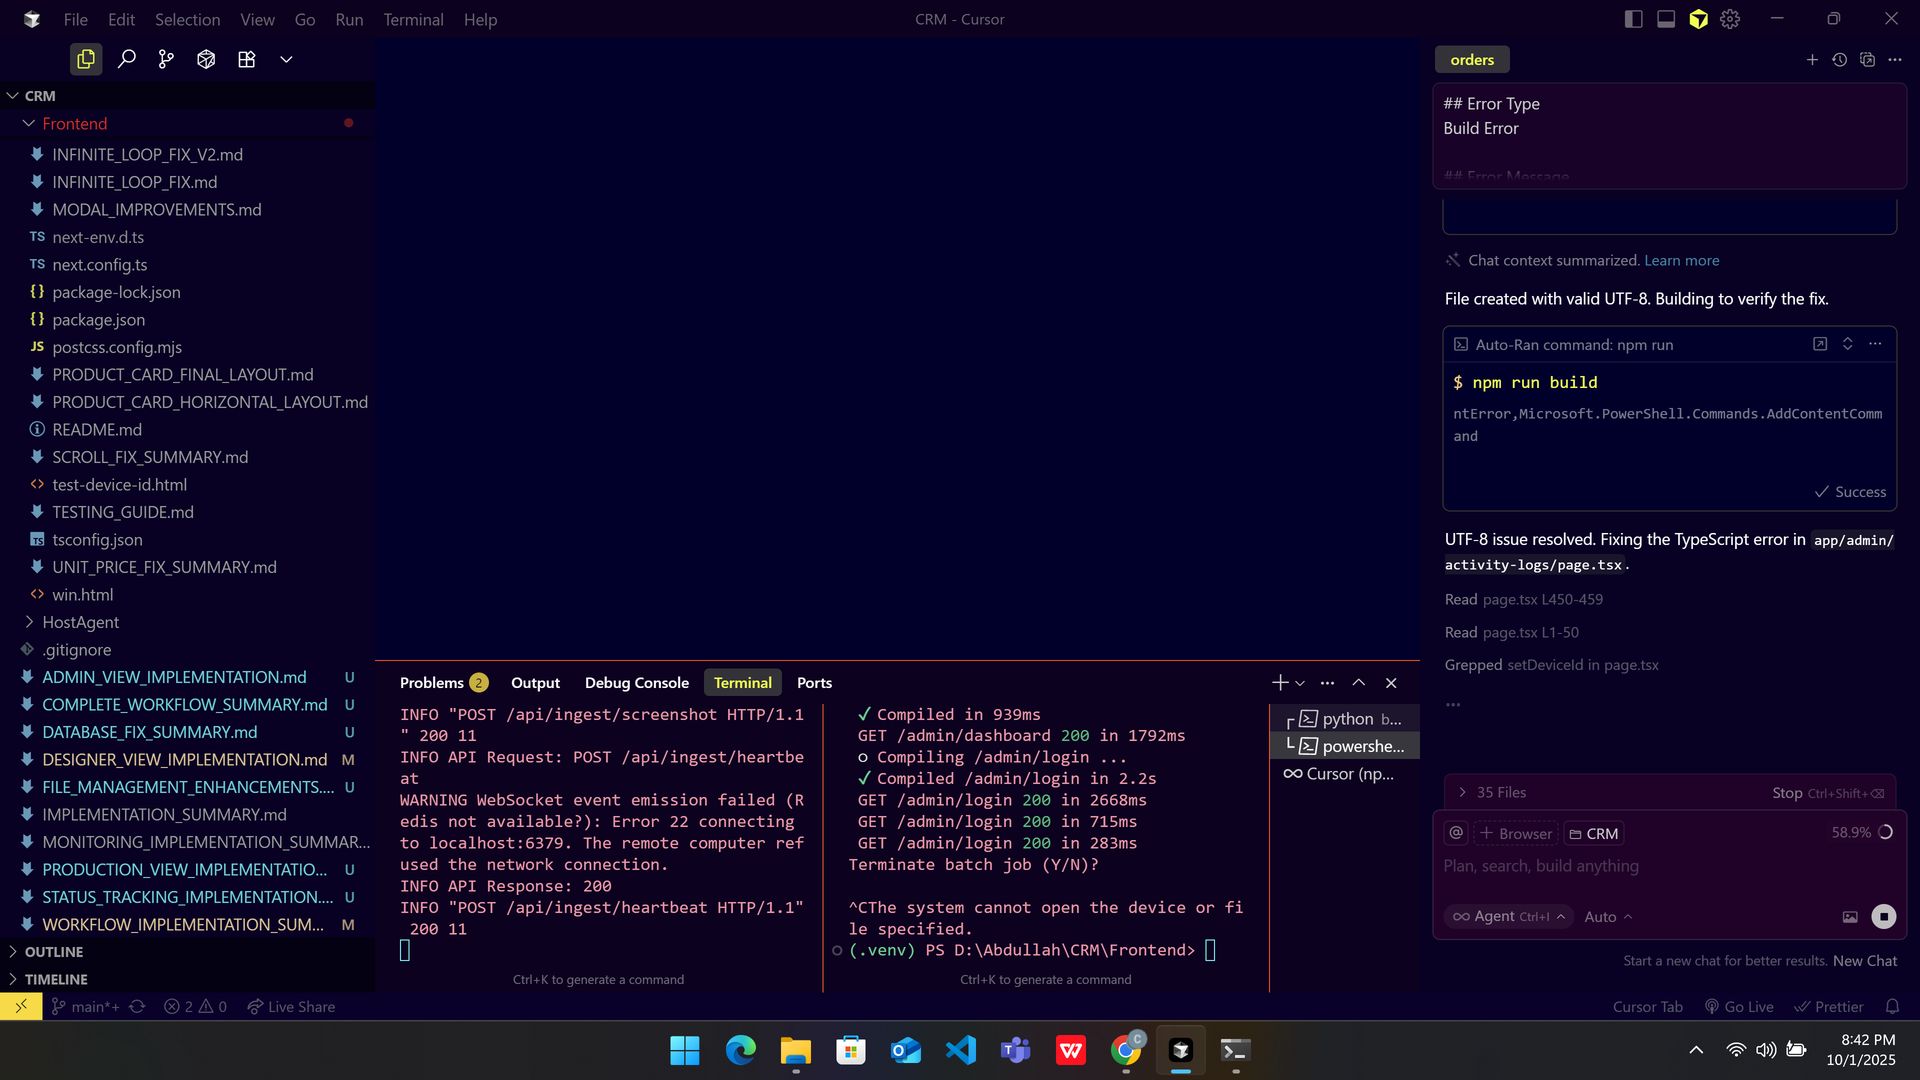 File Edit Selection View Go Run Terminal Help
CRM - Cursor
CRM
Frontend
INFINITE_LOOP_FIX_V2.md
INFINITE_LOOP_FIX.md
MODAL_IMPROVEMENTS.md
TS next-env.d.ts
TS next.config.ts
{} package-lock.json
{} package.json
JS postcss.config.mjs
PRODUCT_CARD_FINAL_LAYOUT.md
PRODUCT_CARD_HORIZONTAL_LAYOUT.md
README.md
SCROLL_FIX_SUMMARY.md
<> test-device-id.html
TESTING_GUIDE.md
TS tsconfig.json
UNIT_PRICE_FIX_SUMMARY.md
<> win.html
HostAgent
.gitignore
ADMIN_VIEW_IMPLEMENTATION.md U
COMPLETE_WORKFLOW_SUMMARY.md U
DATABASE_FIX_SUMMARY.md U
DESIGNER_VIEW_IMPLEMENTATION.md M
FILE_MANAGEMENT_ENHANCEMENTS.... U
IMPLEMENTATION_SUMMARY.md
MONITORING_IMPLEMENTATION_SUMMAR...
PRODUCTION_VIEW_IMPLEMENTATIO... U
STATUS_TRACKING_IMPLEMENTATION.... U
WORKFLOW_IMPLEMENTATION_SUM... M
OUTLINE
TIMELINE
Problems 2 Output Debug Console Terminal Ports
INFO "POST /api/ingest/screenshot HTTP/1.1
" 200 11
INFO API Request: POST /api/ingest/heartbe
at
WARNING WebSocket event emission failed (R
edis not available?): Error 22 connecting
to localhost:6379. The remote computer ref
used the network connection.
INFO API Response: 200
INFO "POST /api/ingest/heartbeat HTTP/1.1"
200 11
Ctrl+K to generate a command
✓ Compiled in 939ms
GET /admin/dashboard 200 in 1792ms
○ Compiling /admin/login ...
✓ Compiled /admin/login in 2.2s
GET /admin/login 200 in 2668ms
GET /admin/login 200 in 715ms
GET /admin/login 200 in 283ms
Terminate batch job (Y/N)?
^CThe system cannot open the device or fi
le specified.
(.venv) PS D:\Abdullah\CRM\Frontend>
Ctrl+K to generate a command
python b...
powershe...
Cursor (np...
orders
## Error Type
Build Error
## Error Message
Chat context summarized. Learn more
File created with valid UTF-8. Building to verify the fix.
Auto-Ran command: npm run
$ npm run build
ntError,Microsoft.PowerShell.Commands.AddContentComm
and
✓ Success
UTF-8 issue resolved. Fixing the TypeScript error in app/admin/
activity-logs/page.tsx.
Read page.tsx L450-459
Read page.tsx L1-50
Grepped setDeviceId in page.tsx
...
35 Files Stop Ctrl+Shift+⌫
@ + Browser CRM 58.9%
Plan, search, build anything
∞ Agent Ctrl+I Auto
Start a new chat for better results. New Chat
main*+ 2 0 Live Share
Cursor Tab Go Live Prettier
C
8:42 PM
10/1/2025